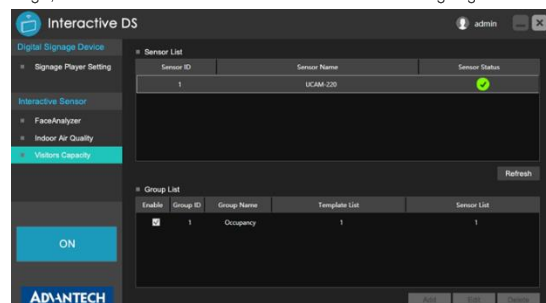 Interactive DS
admin
Digital Signage Device
Signage Player Setting
Interactive Sensor
FaceAnalyzer
Indoor Air Quality
Visitors Capacity
ON
ADVANTECH
Sensor List
Sensor ID Sensor Name Sensor Status
1 UCAM-220
Refresh
Group List
Enable Group ID Group Name Template List Sensor List
1 Occupancy 1 1
Add Edit Delete